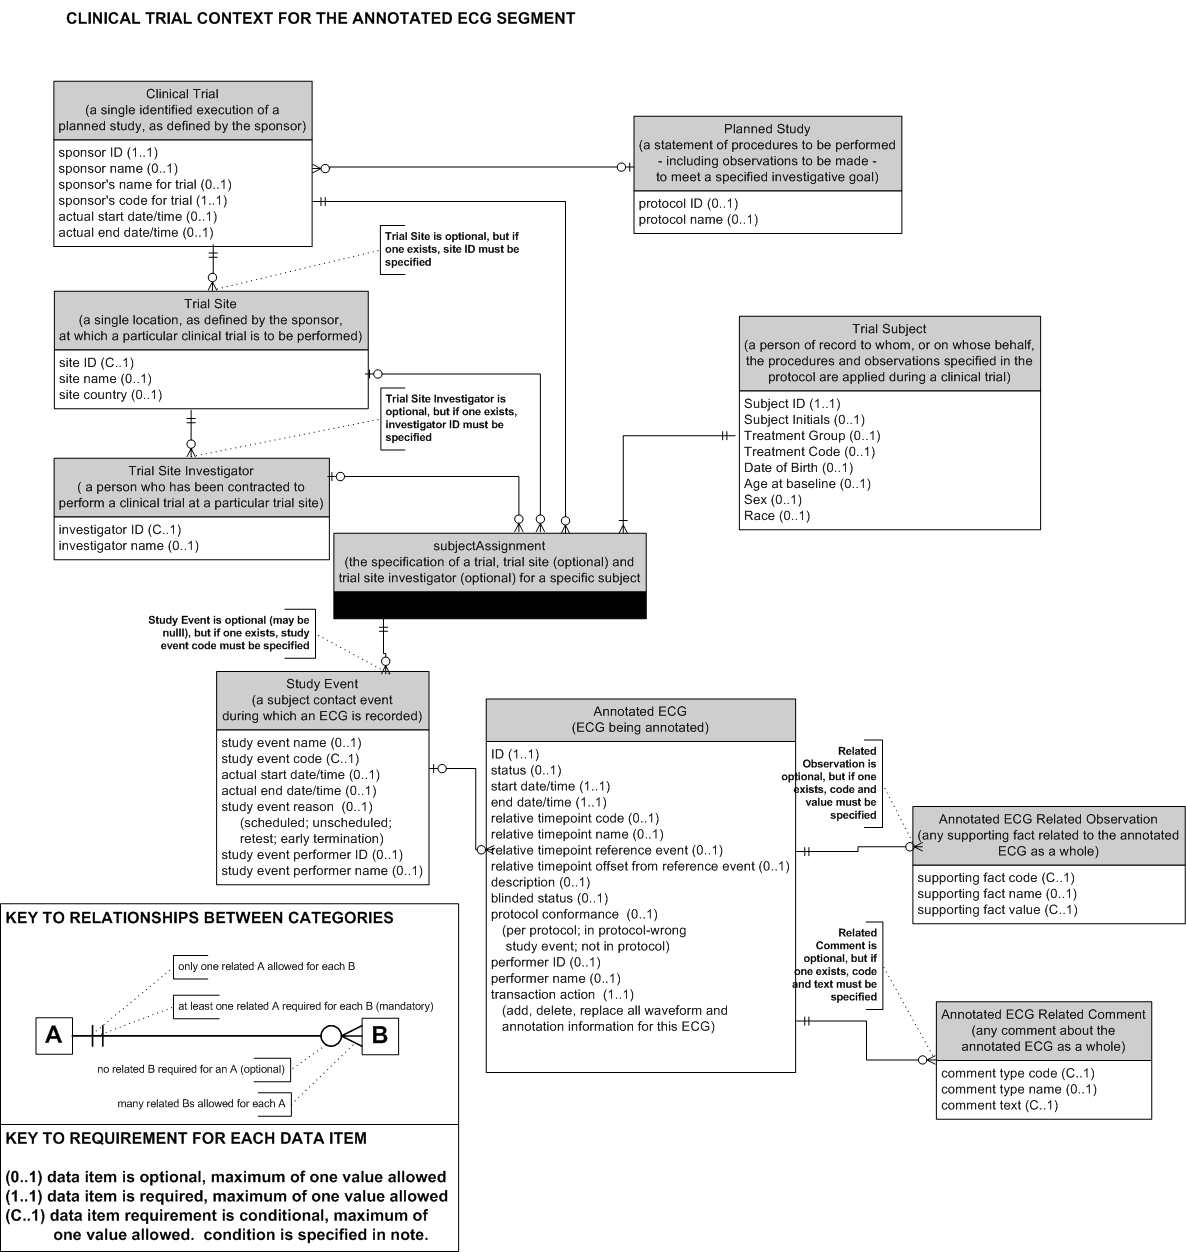 CLINICAL TRIAL CONTEXT FOR THE ANNOTATED ECG SEGMENT
Clinical Trial
(a single identified execution of a
planned study, as defined by the sponsor)
sponsor ID (1..1)
sponsor name (0..1)
sponsor's name for trial (0..1)
sponsor's code for trial (1..1)
actual start date/time (0..1)
actual end date/time (0..1)
Planned Study
(a statement of procedures to be performed
- including observations to be made -
to meet a specified investigative goal)
protocol ID (0..1)
protocol name (0..1)
Trial Site is optional, but if
one exists, site ID must be
specified
Trial Site
(a single location, as defined by the sponsor,
at which a particular clinical trial is to be performed)
site ID (C..1)
site name (0..1)
site country (0..1)
Trial Subject
(a person of record to whom, or on whose behalf,
the procedures and observations specified in the
protocol are applied during a clinical trial)
Subject ID (1..1)
Subject Initials (0..1)
Treatment Group (0..1)
Treatment Code (0..1)
Date of Birth (0..1)
Age at baseline (0..1)
Sex (0..1)
Race (0..1)
Trial Site Investigator is
optional, but if one exists,
investigator ID must be
specified
Trial Site Investigator
( a person who has been contracted to
perform a clinical trial at a particular trial site)
investigator ID (C..1)
investigator name (0..1)
subjectAssignment
(the specification of a trial, trial site (optional) and
trial site investigator (optional) for a specific subject
Study Event is optional (may be
nulll), but if one exists, study
event code must be specified
Study Event
(a subject contact event
during which an ECG is recorded)
study event name (0..1)
study event code (C..1)
actual start date/time (0..1)
actual end date/time (0..1)
study event reason (0..1)
(scheduled; unscheduled;
retest; early termination)
study event performer ID (0..1)
study event performer name (0..1)
Annotated ECG
(ECG being annotated)
ID (1..1)
status (0..1)
start date/time (1..1)
end date/time (1..1)
relative timepoint code (0..1)
relative timepoint name (0..1)
relative timepoint reference event (0..1)
relative timepoint offset from reference event (0..1)
description (0..1)
blinded status (0..1)
protocol conformance (0..1)
(per protocol; in protocol-wrong
study event; not in protocol)
performer ID (0..1)
performer name (0..1)
transaction action (1..1)
(add, delete, replace all waveform and
annotation information for this ECG)
Related
Observation is
optional, but if one
exists, code and
value must be
specified
Annotated ECG Related Observation
(any supporting fact related to the annotated
ECG as a whole)
supporting fact code (C..1)
supporting fact name (0..1)
supporting fact value (C..1)
Related
Comment is
optional, but if
one exists, code
and text must be
specified
Annotated ECG Related Comment
(any comment about the
annotated ECG as a whole)
comment type code (C..1)
comment type name (0..1)
comment text (C..1)
KEY TO RELATIONSHIPS BETWEEN CATEGORIES
only one related A allowed for each B
at least one related A required for each B (mandatory)
A
B
no related B required for an A (optional)
many related Bs allowed for each A
KEY TO REQUIREMENT FOR EACH DATA ITEM
(0..1) data item is optional, maximum of one value allowed
(1..1) data item is required, maximum of one value allowed
(C..1) data item requirement is conditional, maximum of
one value allowed. condition is specified in note.